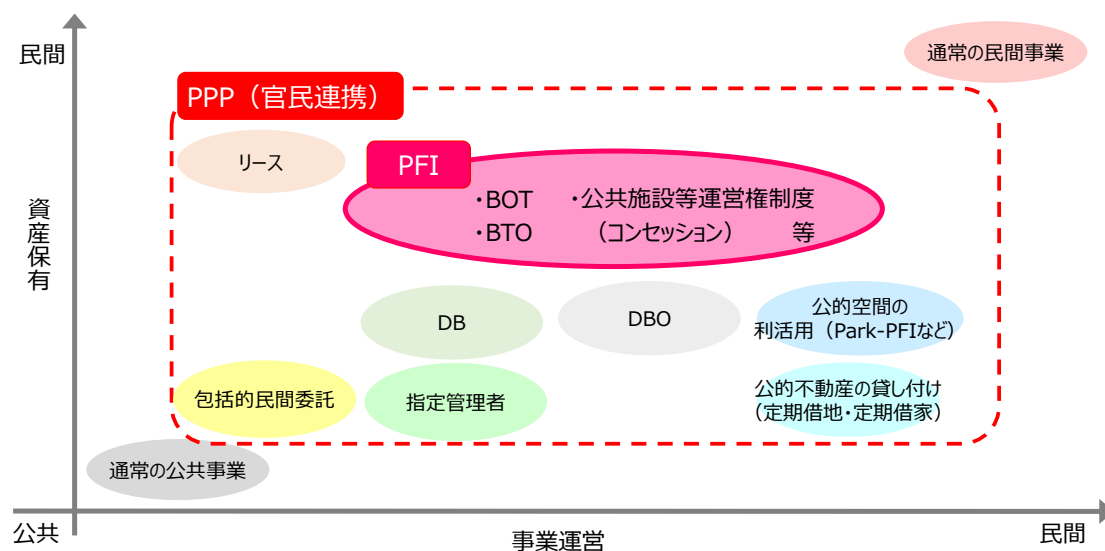 民間
通常の民間事業
PPP（官民連携）
リース
PFI
・BOT ・公共施設等運営権制度
・BTO （コンセッション） 等
資産保有
DB
DBO
公的空間の
利活用（Park-PFIなど）
包括的民間委託
指定管理者
公的不動産の貸し付け
（定期借地・定期借家）
通常の公共事業
公共
事業運営
民間